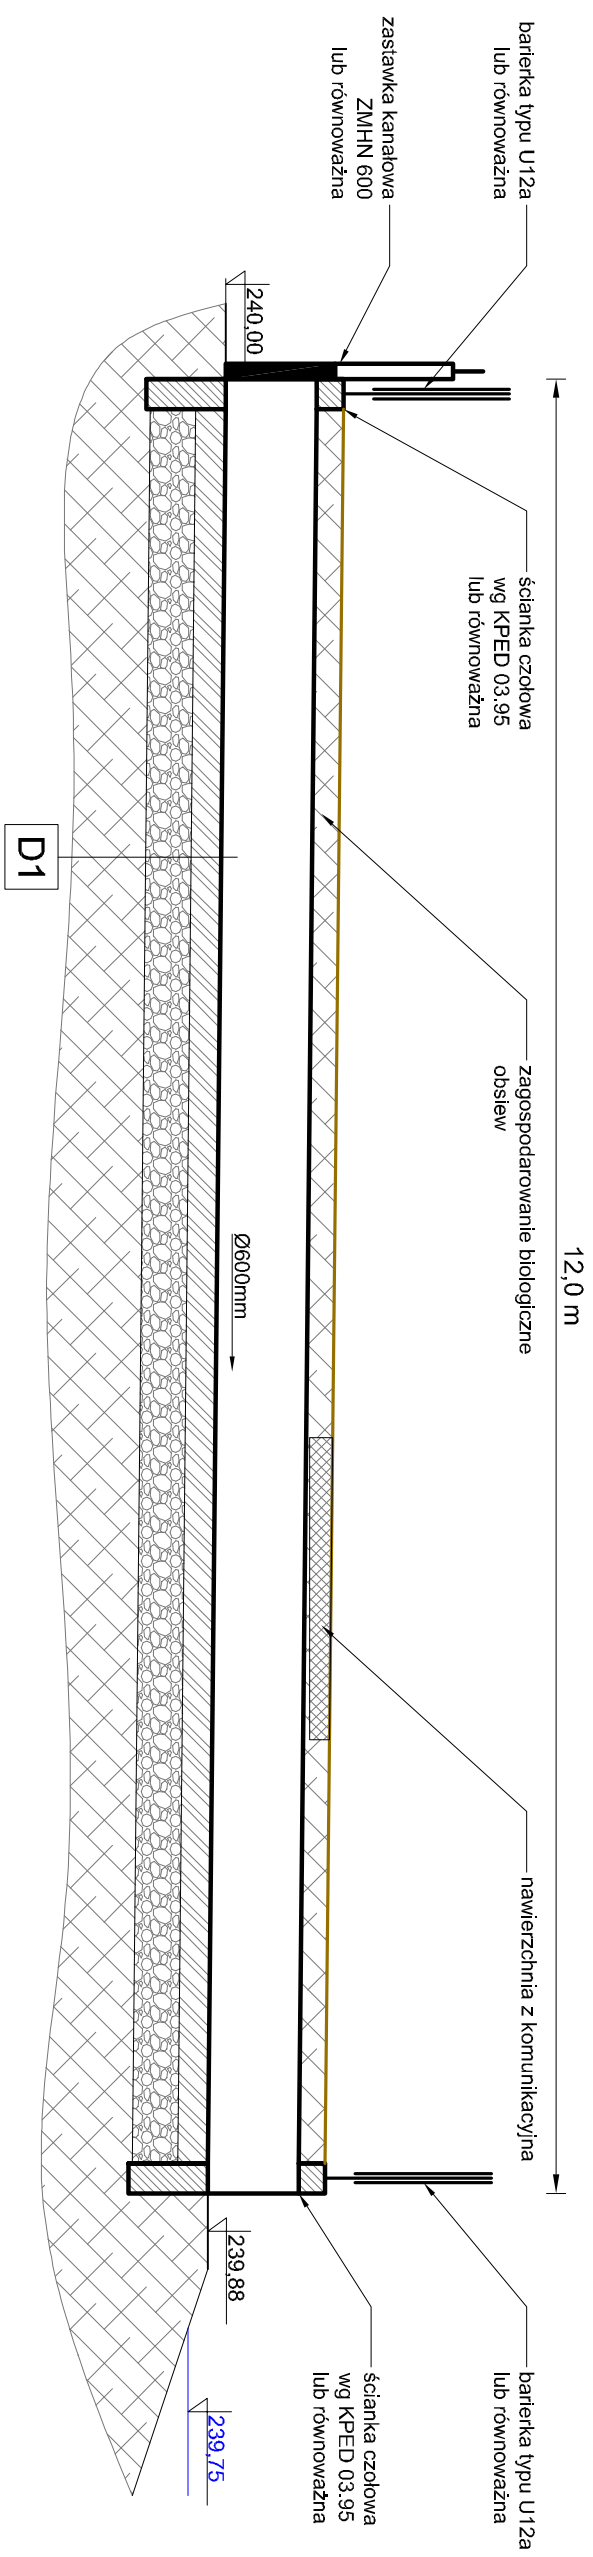 barierka typu U12a
lub równoważna
zastawka kanałowa
ZMHN 600
lub równoważna
240,00
ścianka czołowa
wg KPED 03.95
lub równoważna
D1
zagospodarowanie biologiczne
obsiew
12,0 m
Ø600mm
nawierzchnia z komunikacyjna
239,88
239,75
barierka typu U12a
lub równoważna
ścianka czołowa
wg KPED 03.95
lub równoważna